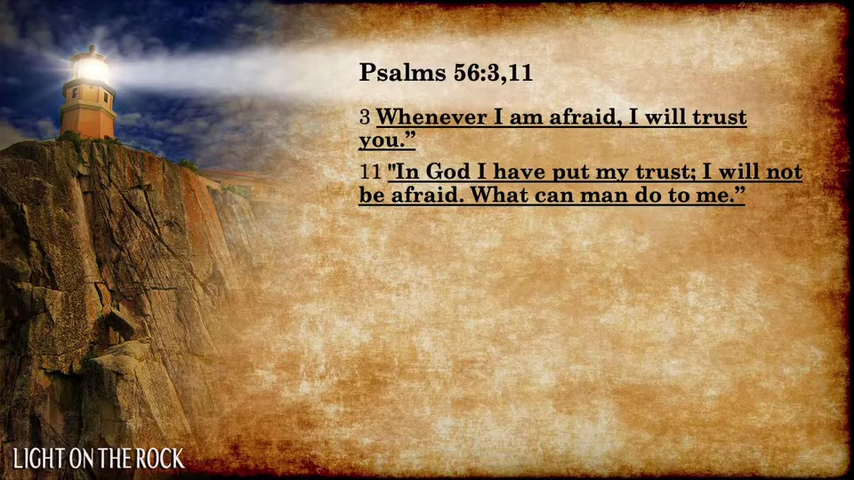 Psalms 56:3,11
3 Whenever I am afraid, I will trust
you.”
11 "In God I have put my trust; I will not
be afraid. What can man do to me.”
LIGHT ON THE ROCK